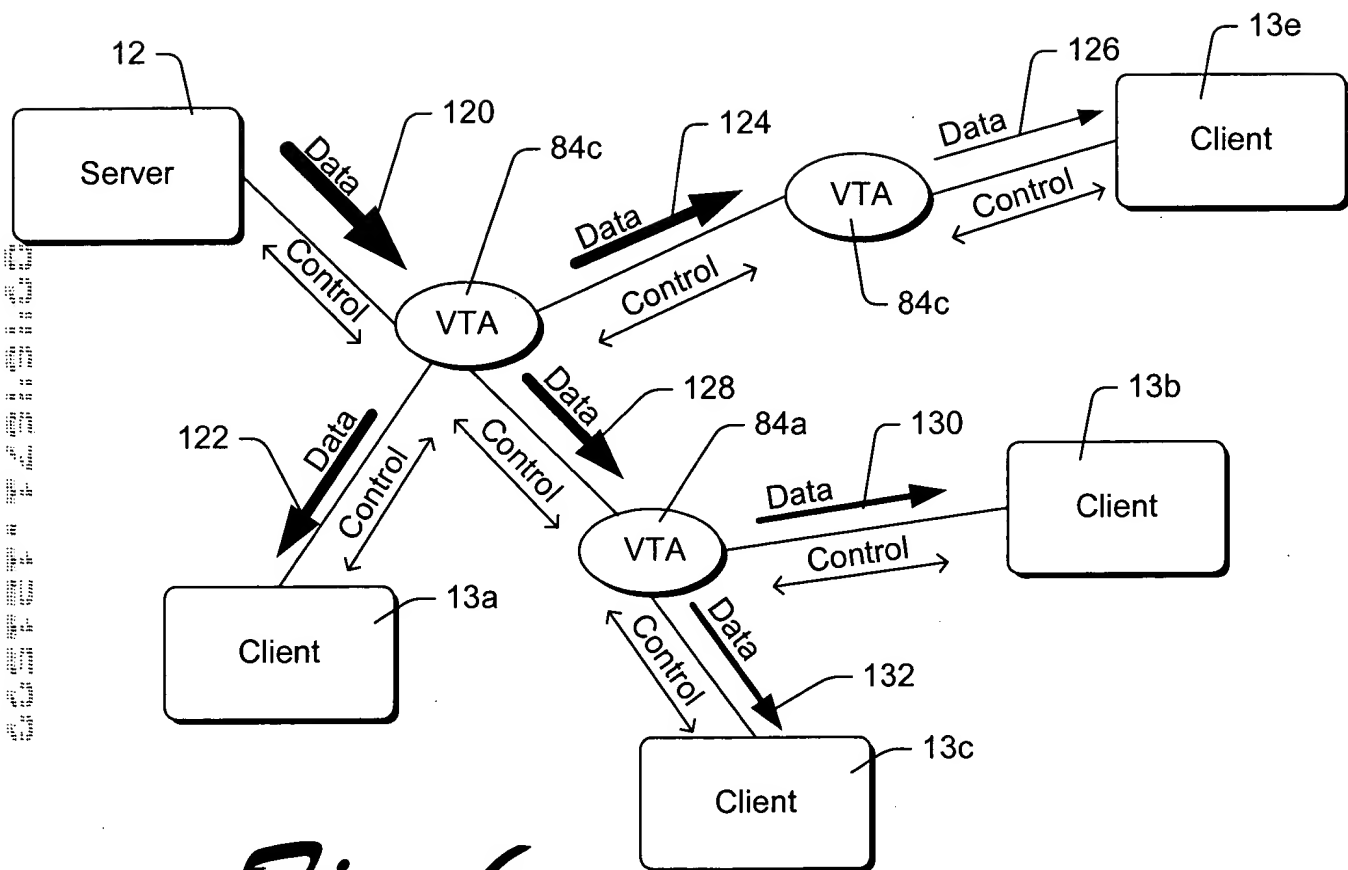 12
13e
126
120
124
84c
Data
Client
Server
Data
VTA
Control
Data
Control
VTA
Control
84c
Data
128
13b
84a
130
122
Data
Control
Control
Data
Client
VTA
Control
13a
Client
Data
Control
132
13c
Client